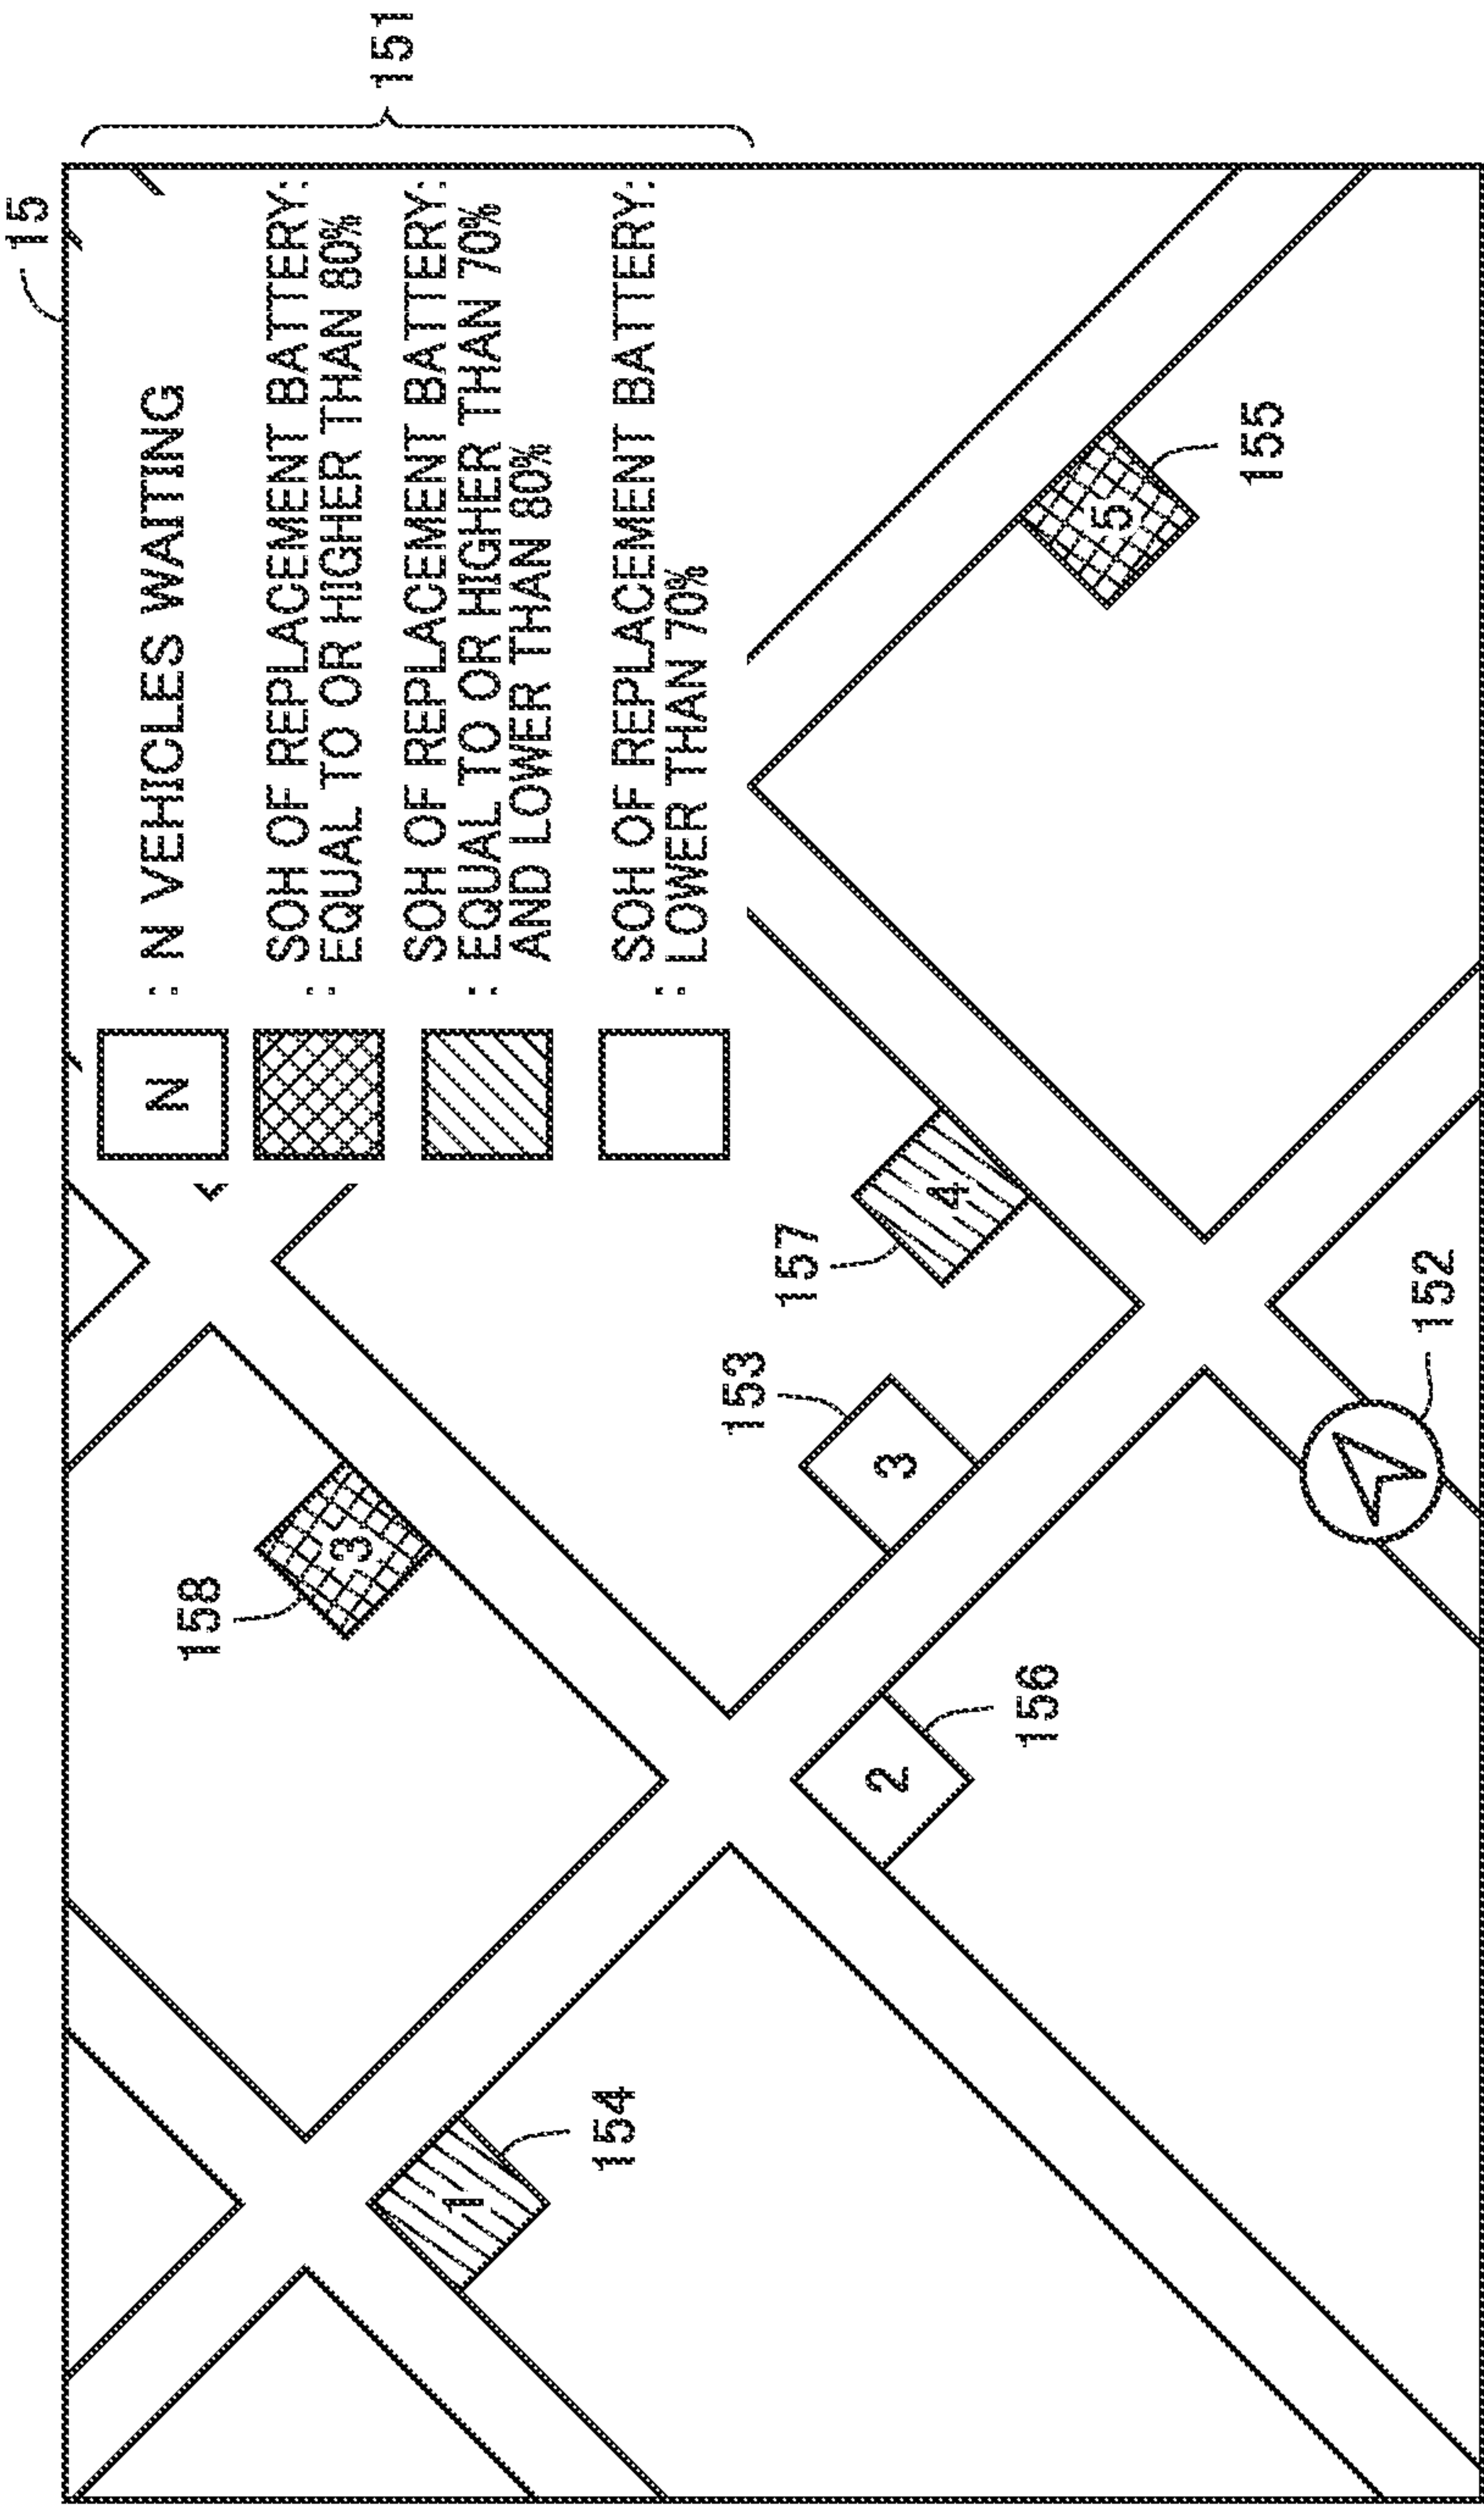 15
151
N : N VEHICLES WAITING
: SOH OF REPLACEMENT BATTERY:
EQUAL TO OR HIGHER THAN 80%
: SOH OF REPLACEMENT BATTERY:
EQUAL TO OR HIGHER THAN 70%
AND LOWER THAN 80%
: SOH OF REPLACEMENT BATTERY:
LOWER THAN 70%
158
3
154
1
153
3
157
4
156
2
155
5
152